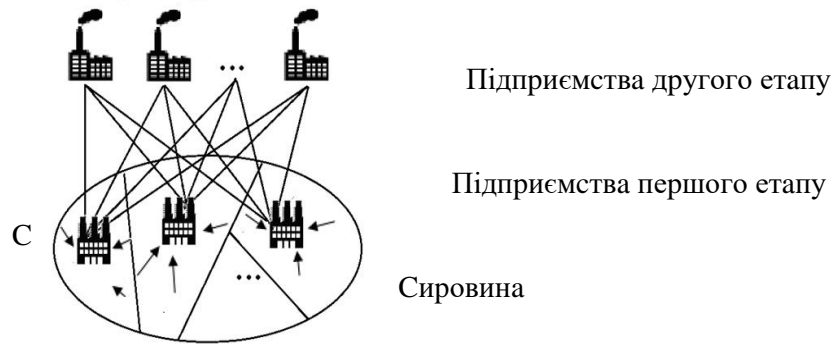 Підприємства другого етапу
Підприємства першого етапу
С
Сировина